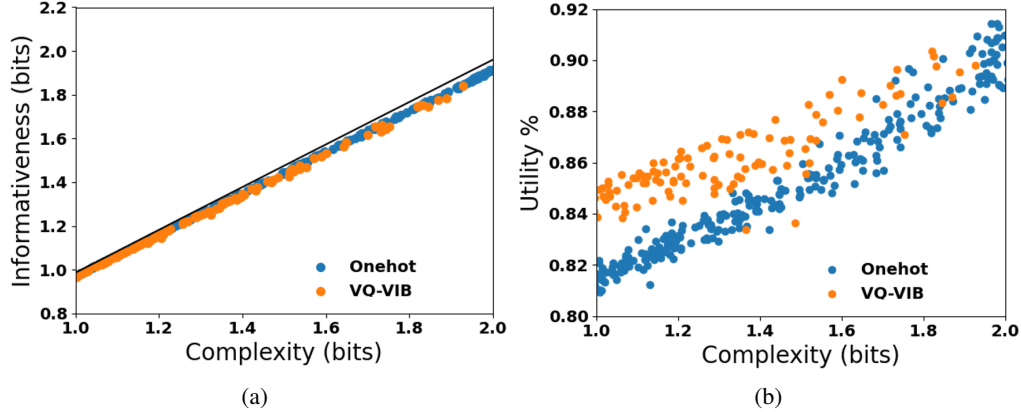 2.2
2.0
1.8
1.6
1.4
1.2
1.0
0.8
Informativeness (bits)
1.0 1.2 1.4 1.6 1.8 2.0
Complexity (bits)
Onehot
VQ-VIB
(a)
0.92
0.90
0.88
0.86
0.84
0.82
0.80
Utility %
1.0 1.2 1.4 1.6 1.8 2.0
Complexity (bits)
Onehot
VQ-VIB
(b)